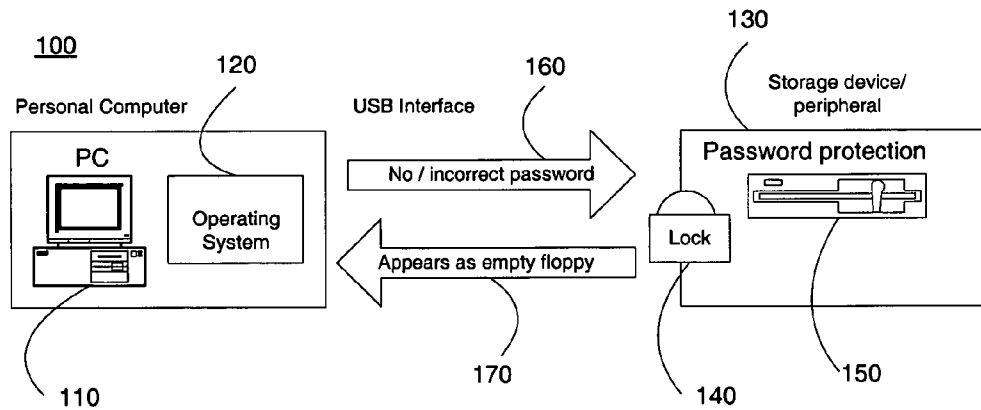 100
120
160
130
Personal Computer
USB Interface
Storage device/
peripheral
PC
Operating
System
No / incorrect password
Appears as empty floppy
Password protection
Lock
110
170
140
150